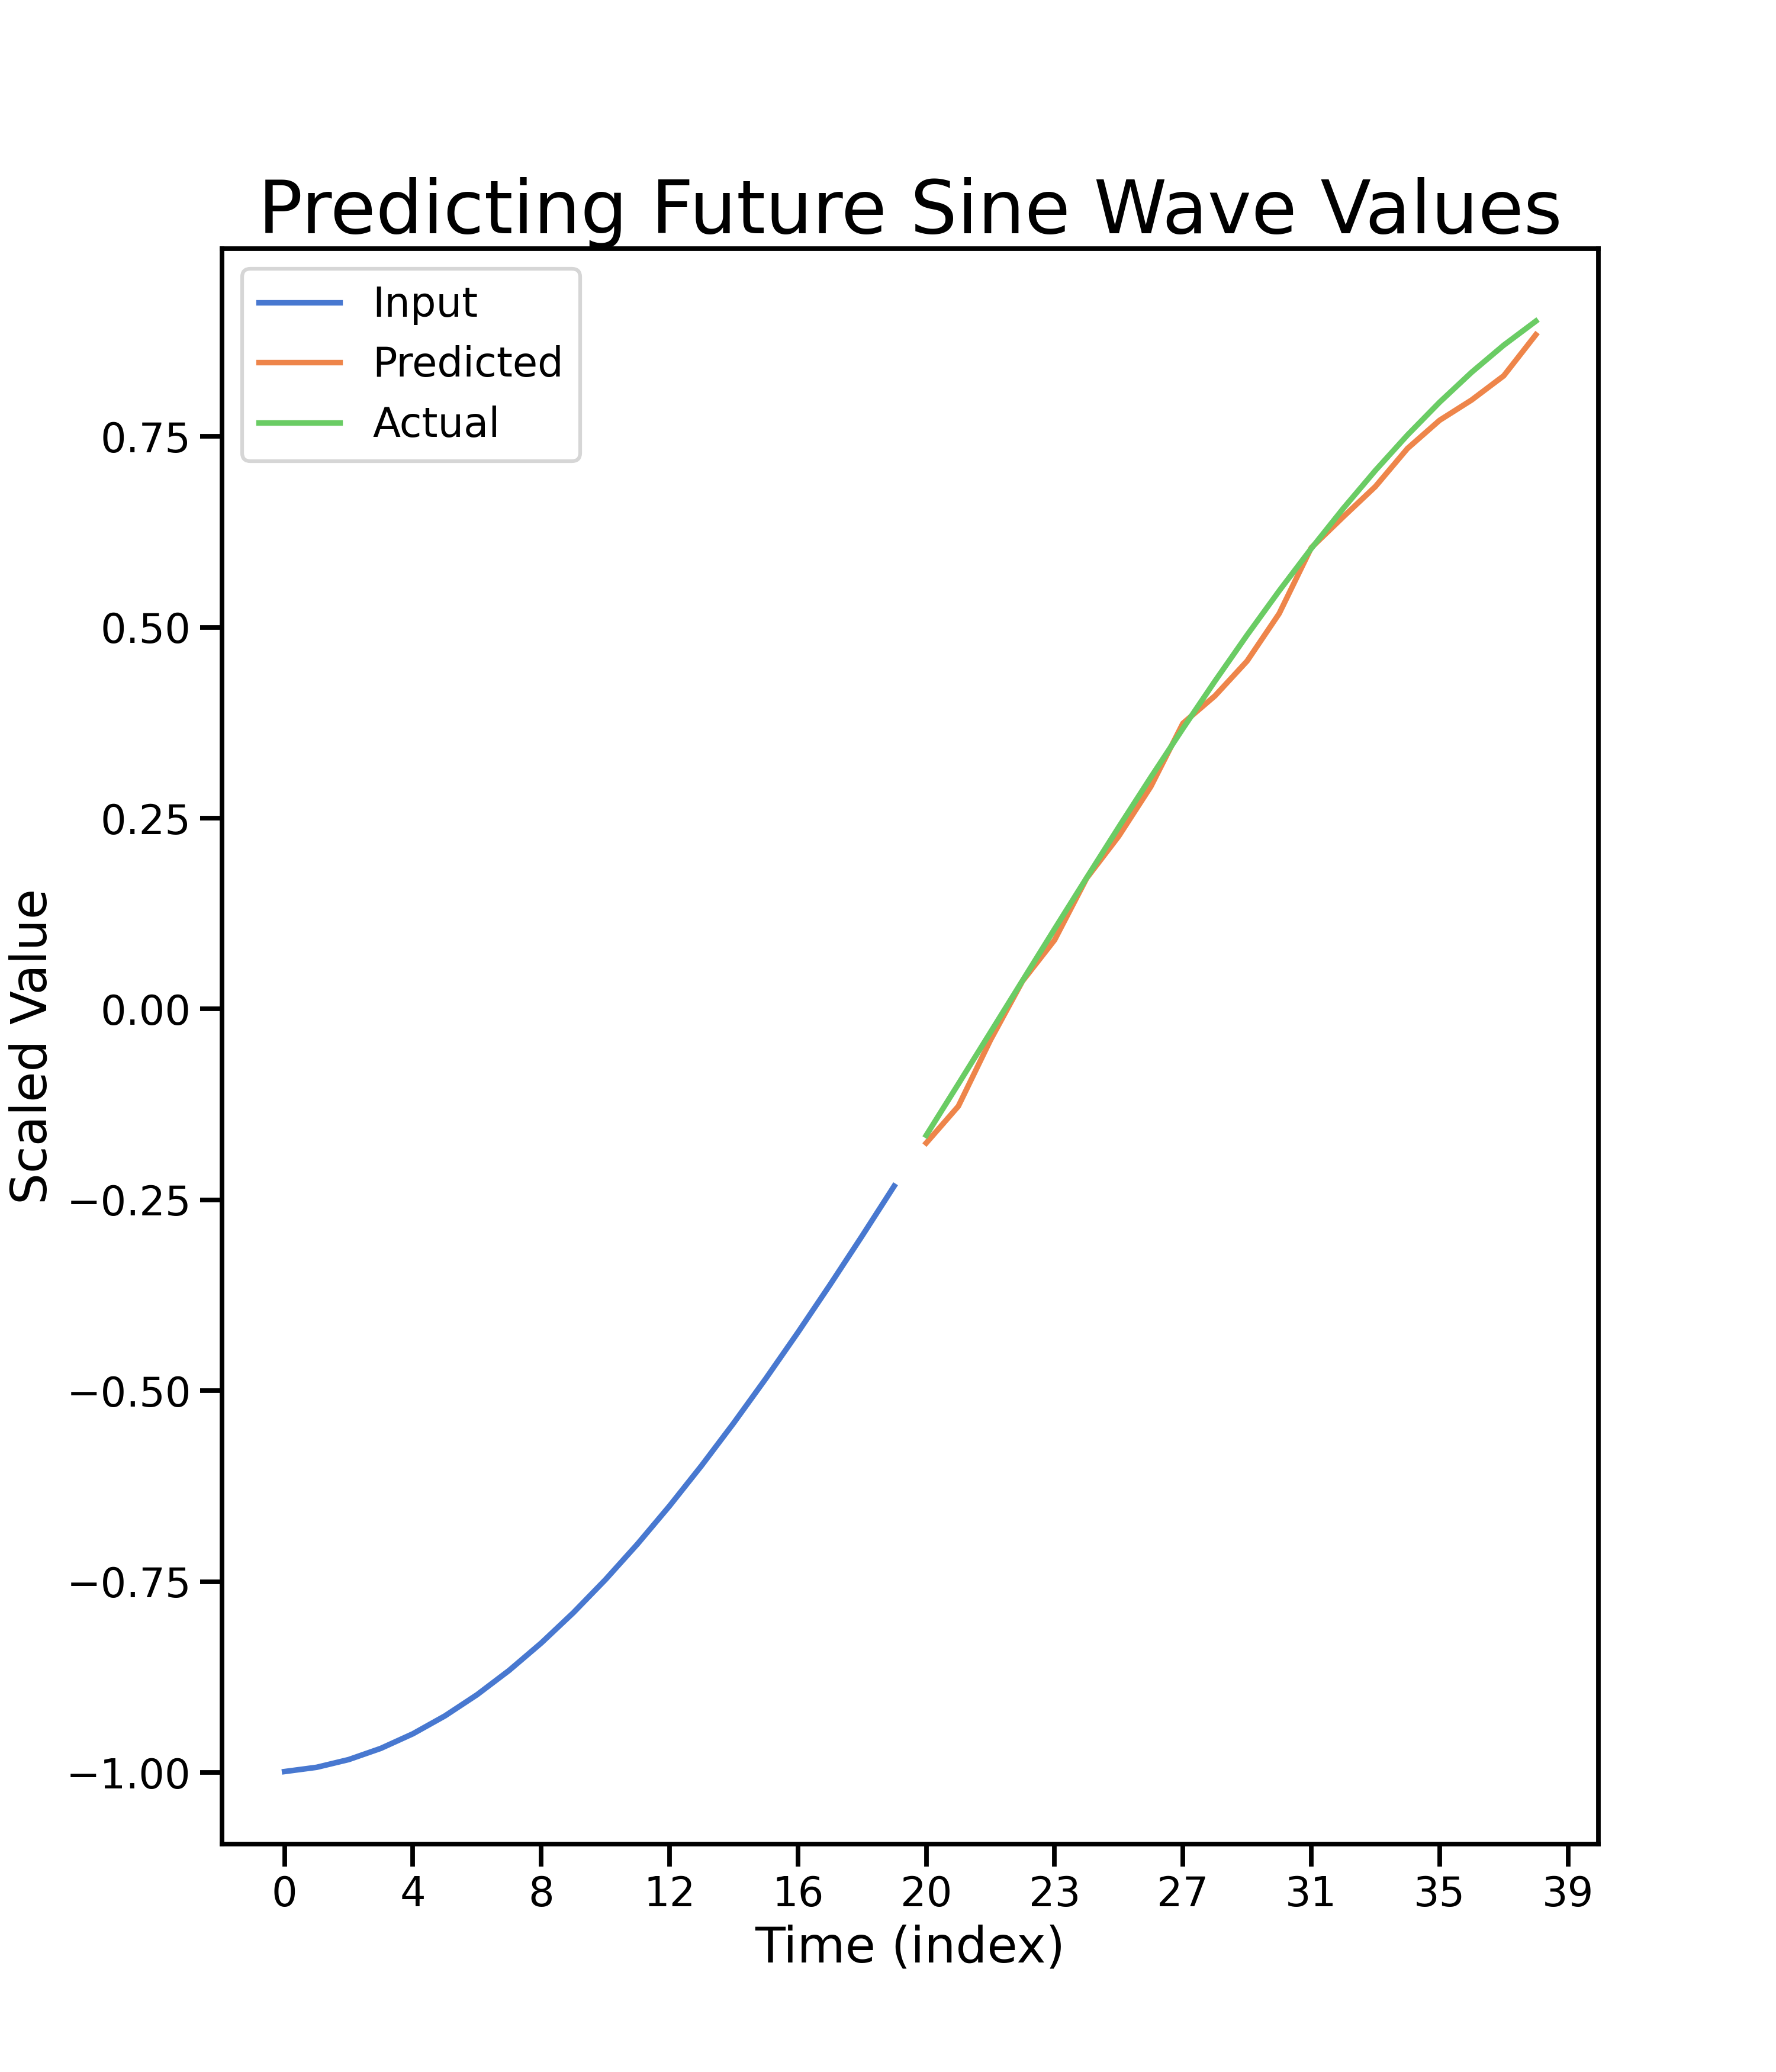 Predicting Future Sine Wave Values
Input
Predicted
Actual
0.75
0.50
0.25
0.00
−0.25
−0.50
−0.75
−1.00
Scaled Value
0 4 8 12 16 20 23 27 31 35 39
Time (index)